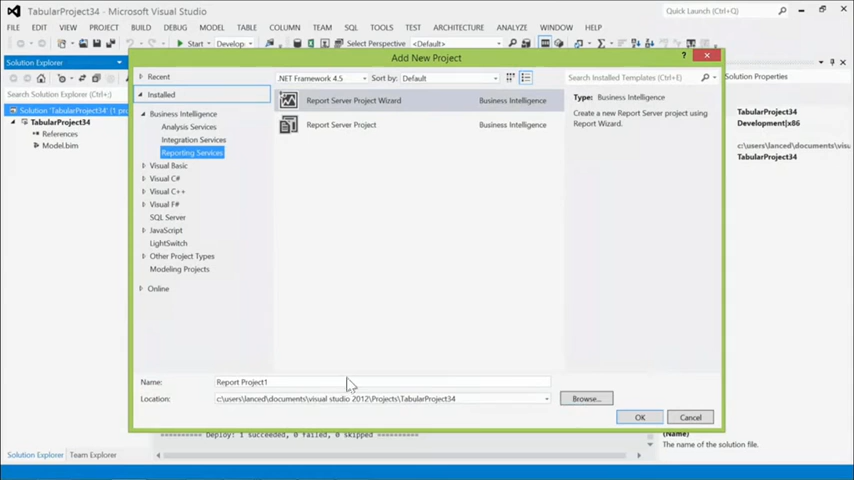 TabularProject34 - Microsoft Visual Studio
Quick Launch (Ctrl+Q)
FILE EDIT VIEW PROJECT BUILD DEBUG MODEL TABLE COLUMN TEAM SQL TOOLS TEST ARCHITECTURE ANALYZE WINDOW HELP
Start Develop Select Perspective <Default>
Solution Explorer
Search Solution Explorer (Ctrl+;)
Solution 'TabularProject34' (1 pro
TabularProject34
References
Model.bim
Add New Project
? 
Recent
Installed
Business Intelligence
Analysis Services
Integration Services
Reporting Services
Visual Basic
Visual C#
Visual C++
Visual F#
SQL Server
JavaScript
LightSwitch
Other Project Types
Modeling Projects
Online
.NET Framework 4.5 Sort by: Default
Report Server Project Wizard Business Intelligence
Report Server Project Business Intelligence
Search Installed Templates (Ctrl+E)
Type: Business Intelligence
Create a new Report Server project using
Report Wizard.
Name: Report Project1
Location: c:\users\lanced\documents\visual studio 2012\Projects\TabularProject34
Browse...
OK Cancel
Solution Properties
TabularProject34
Development|x86
c:\users\lanced\documents\visu
TabularProject34
========== Deploy: 1 succeeded, 0 failed, 0 skipped ==========
(Name)
The name of the solution file.
Solution Explorer Team Explorer